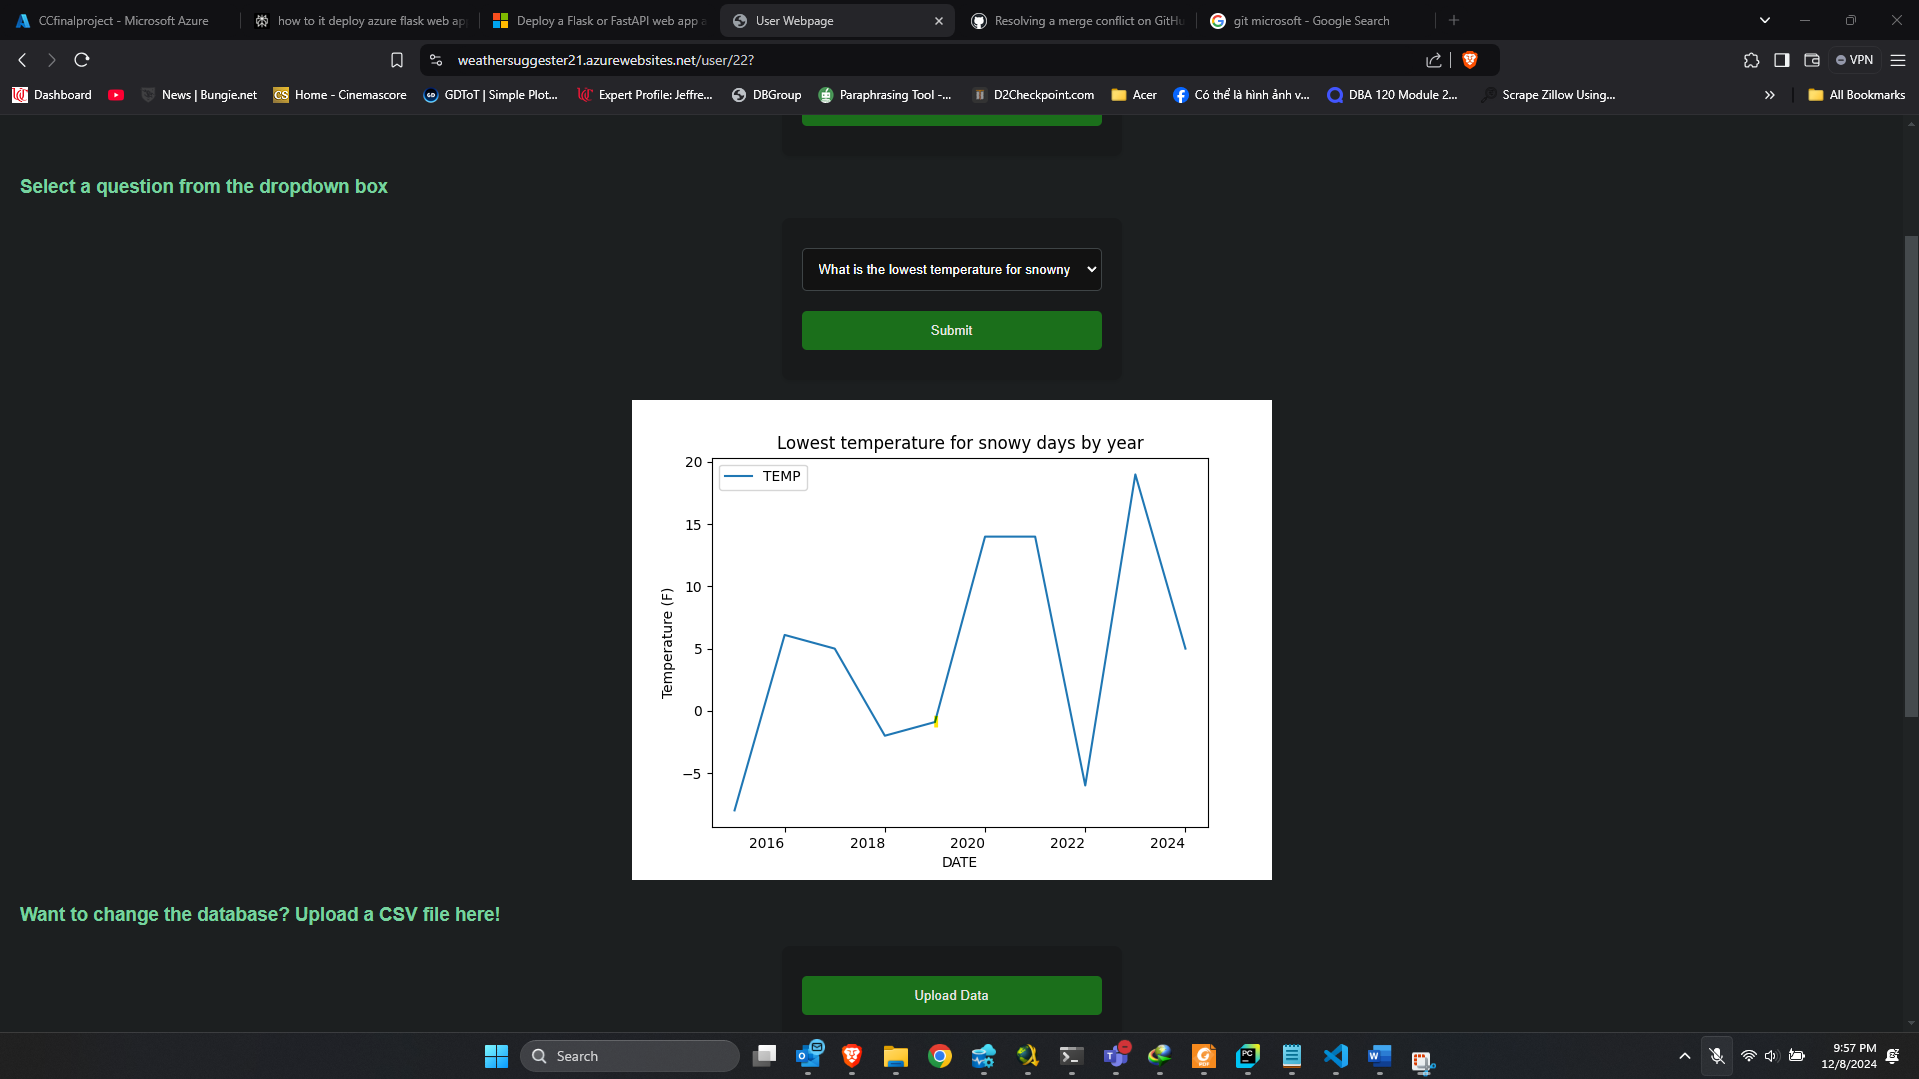 CCfinalproject - Microsoft Azure
how to it deploy azure flask web ap
Deploy a Flask or FastAPI web app a
User Webpage
Resolving a merge conflict on GitHu
git microsoft - Google Search
weathersuggester21.azurewebsites.net/user/22?
VPN
Dashboard
News | Bungie.net
CS
Home - Cinemascore
GDToT | Simple Plot...
Expert Profile: Jeffre...
DBGroup
Paraphrasing Tool -...
D2Checkpoint.com
Acer
Có thể là hình ảnh v...
DBA 120 Module 2...
Scrape Zillow Using...
All Bookmarks
Select a question from the dropdown box
What is the lowest temperature for snowny
Submit
Lowest temperature for snowy days by year
TEMP
20
15
10
5
0
−5
Temperature (F)
2016
2018
2020
2022
2024
DATE
Want to change the database? Upload a CSV file here!
Upload Data
Search
9:57 PM
12/8/2024